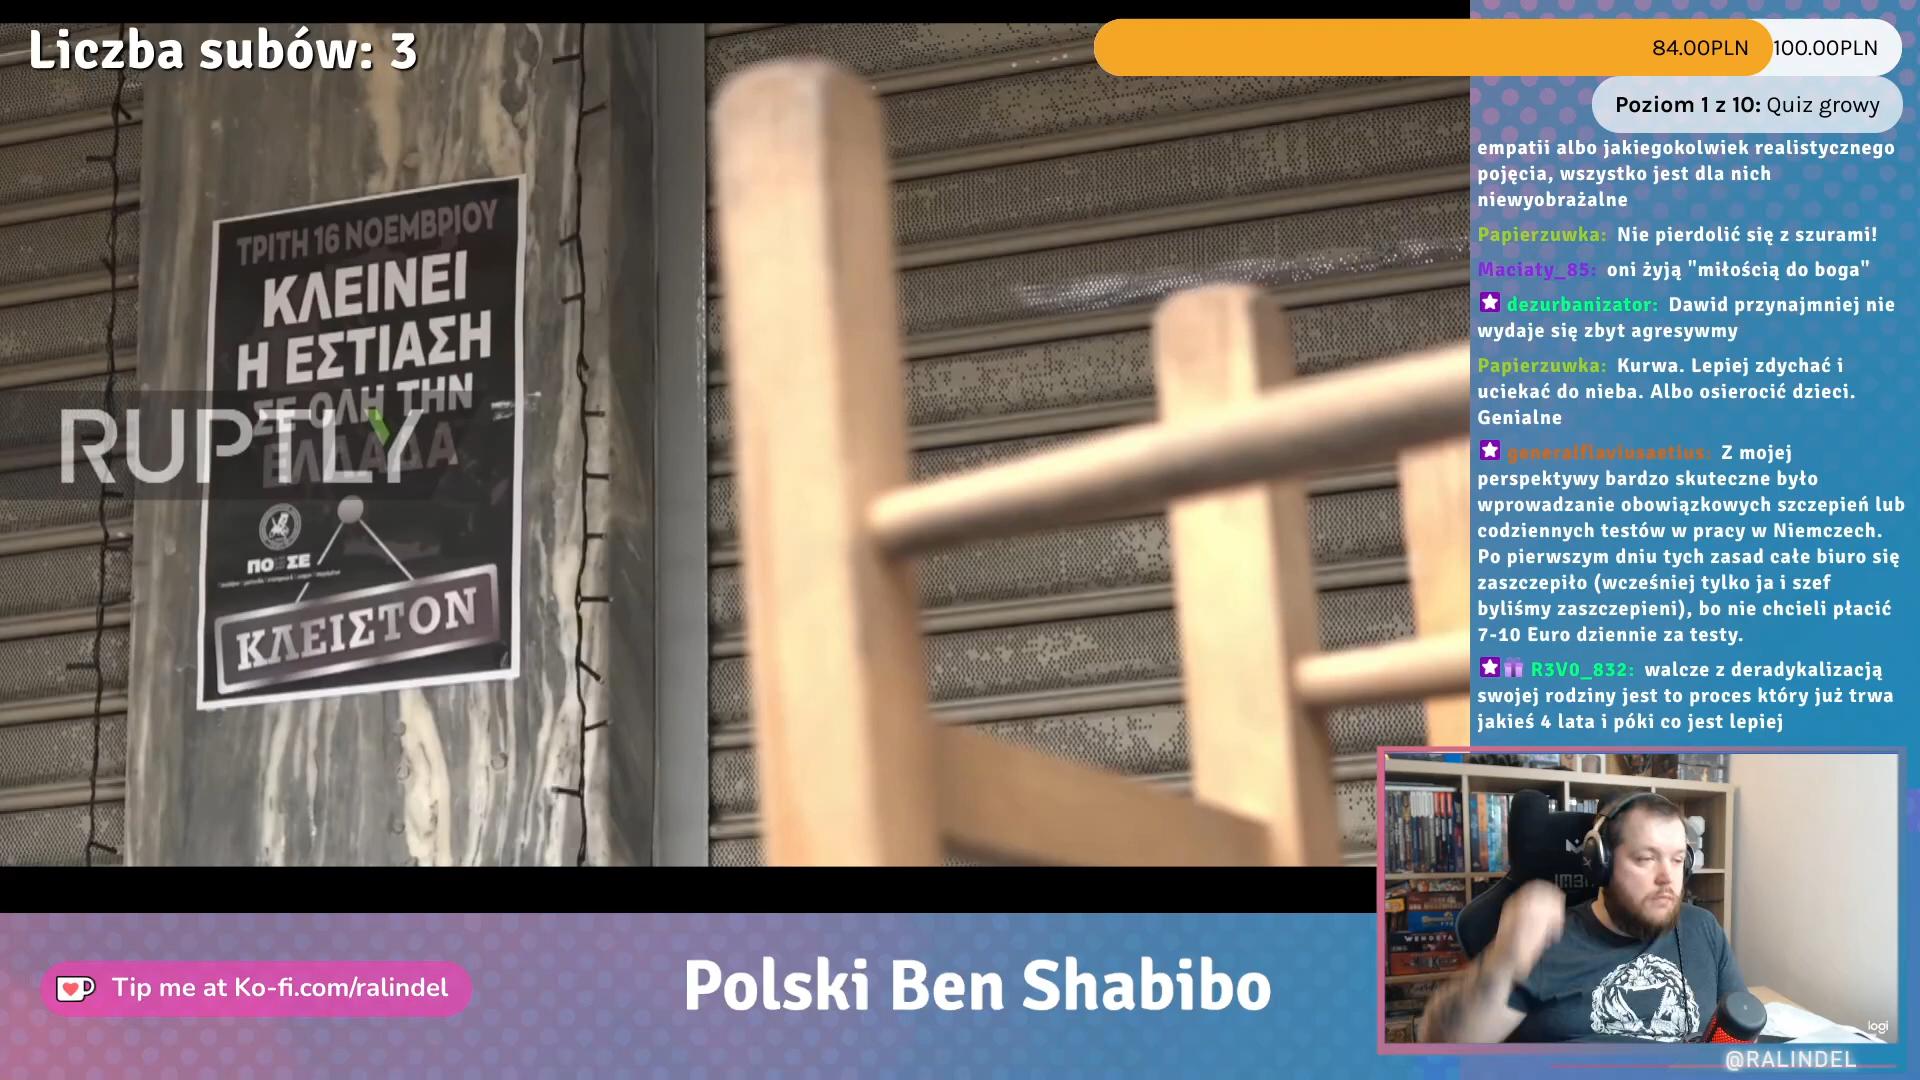 Liczba subów: 3
84.00PLN
100.00PLN
Poziom 1 z 10: Quiz growy
ΤΡΙΤΗ 16 ΝΟΕΜΒΡΙΟΥ
ΚΛΕΙΝΕΙ
Η ΕΣΤΙΑΣΗ
ΣΕ ΟΛΗ ΤΗΝ
ΕΛΛΑΔΑ
RUPTLY
ΚΛΕΙΣΤΟΝ
empatii albo jakiegokolwiek realistycznego
pojęcia, wszystko jest dla nich
niewyobrażalne
Papierzuwka: Nie pierdolić się z szurami!
Maciaty_85: oni żyją "miłością do boga"
dezurbanizator: Dawid przynajmniej nie
wydaje się zbyt agresywmy
Papierzuwka: Kurwa. Lepiej zdychać i
uciekać do nieba. Albo osierocić dzieci.
Genialne
generalflaviusaetius: Z mojej
perspektywy bardzo skuteczne było
wprowadzanie obowiązkowych szczepień lub
codziennych testów w pracy w Niemczech.
Po pierwszym dniu tych zasad całe biuro się
zaszczepiło (wcześniej tylko ja i szef
byliśmy zaszczepieni), bo nie chcieli płacić
7-10 Euro dziennie za testy.
R3V0_832: walcze z deradykalizacją
swojej rodziny jest to proces który już trwa
jakieś 4 lata i póki co jest lepiej
Tip me at Ko-fi.com/ralindel
Polski Ben Shabibo
logi
@RALINDEL